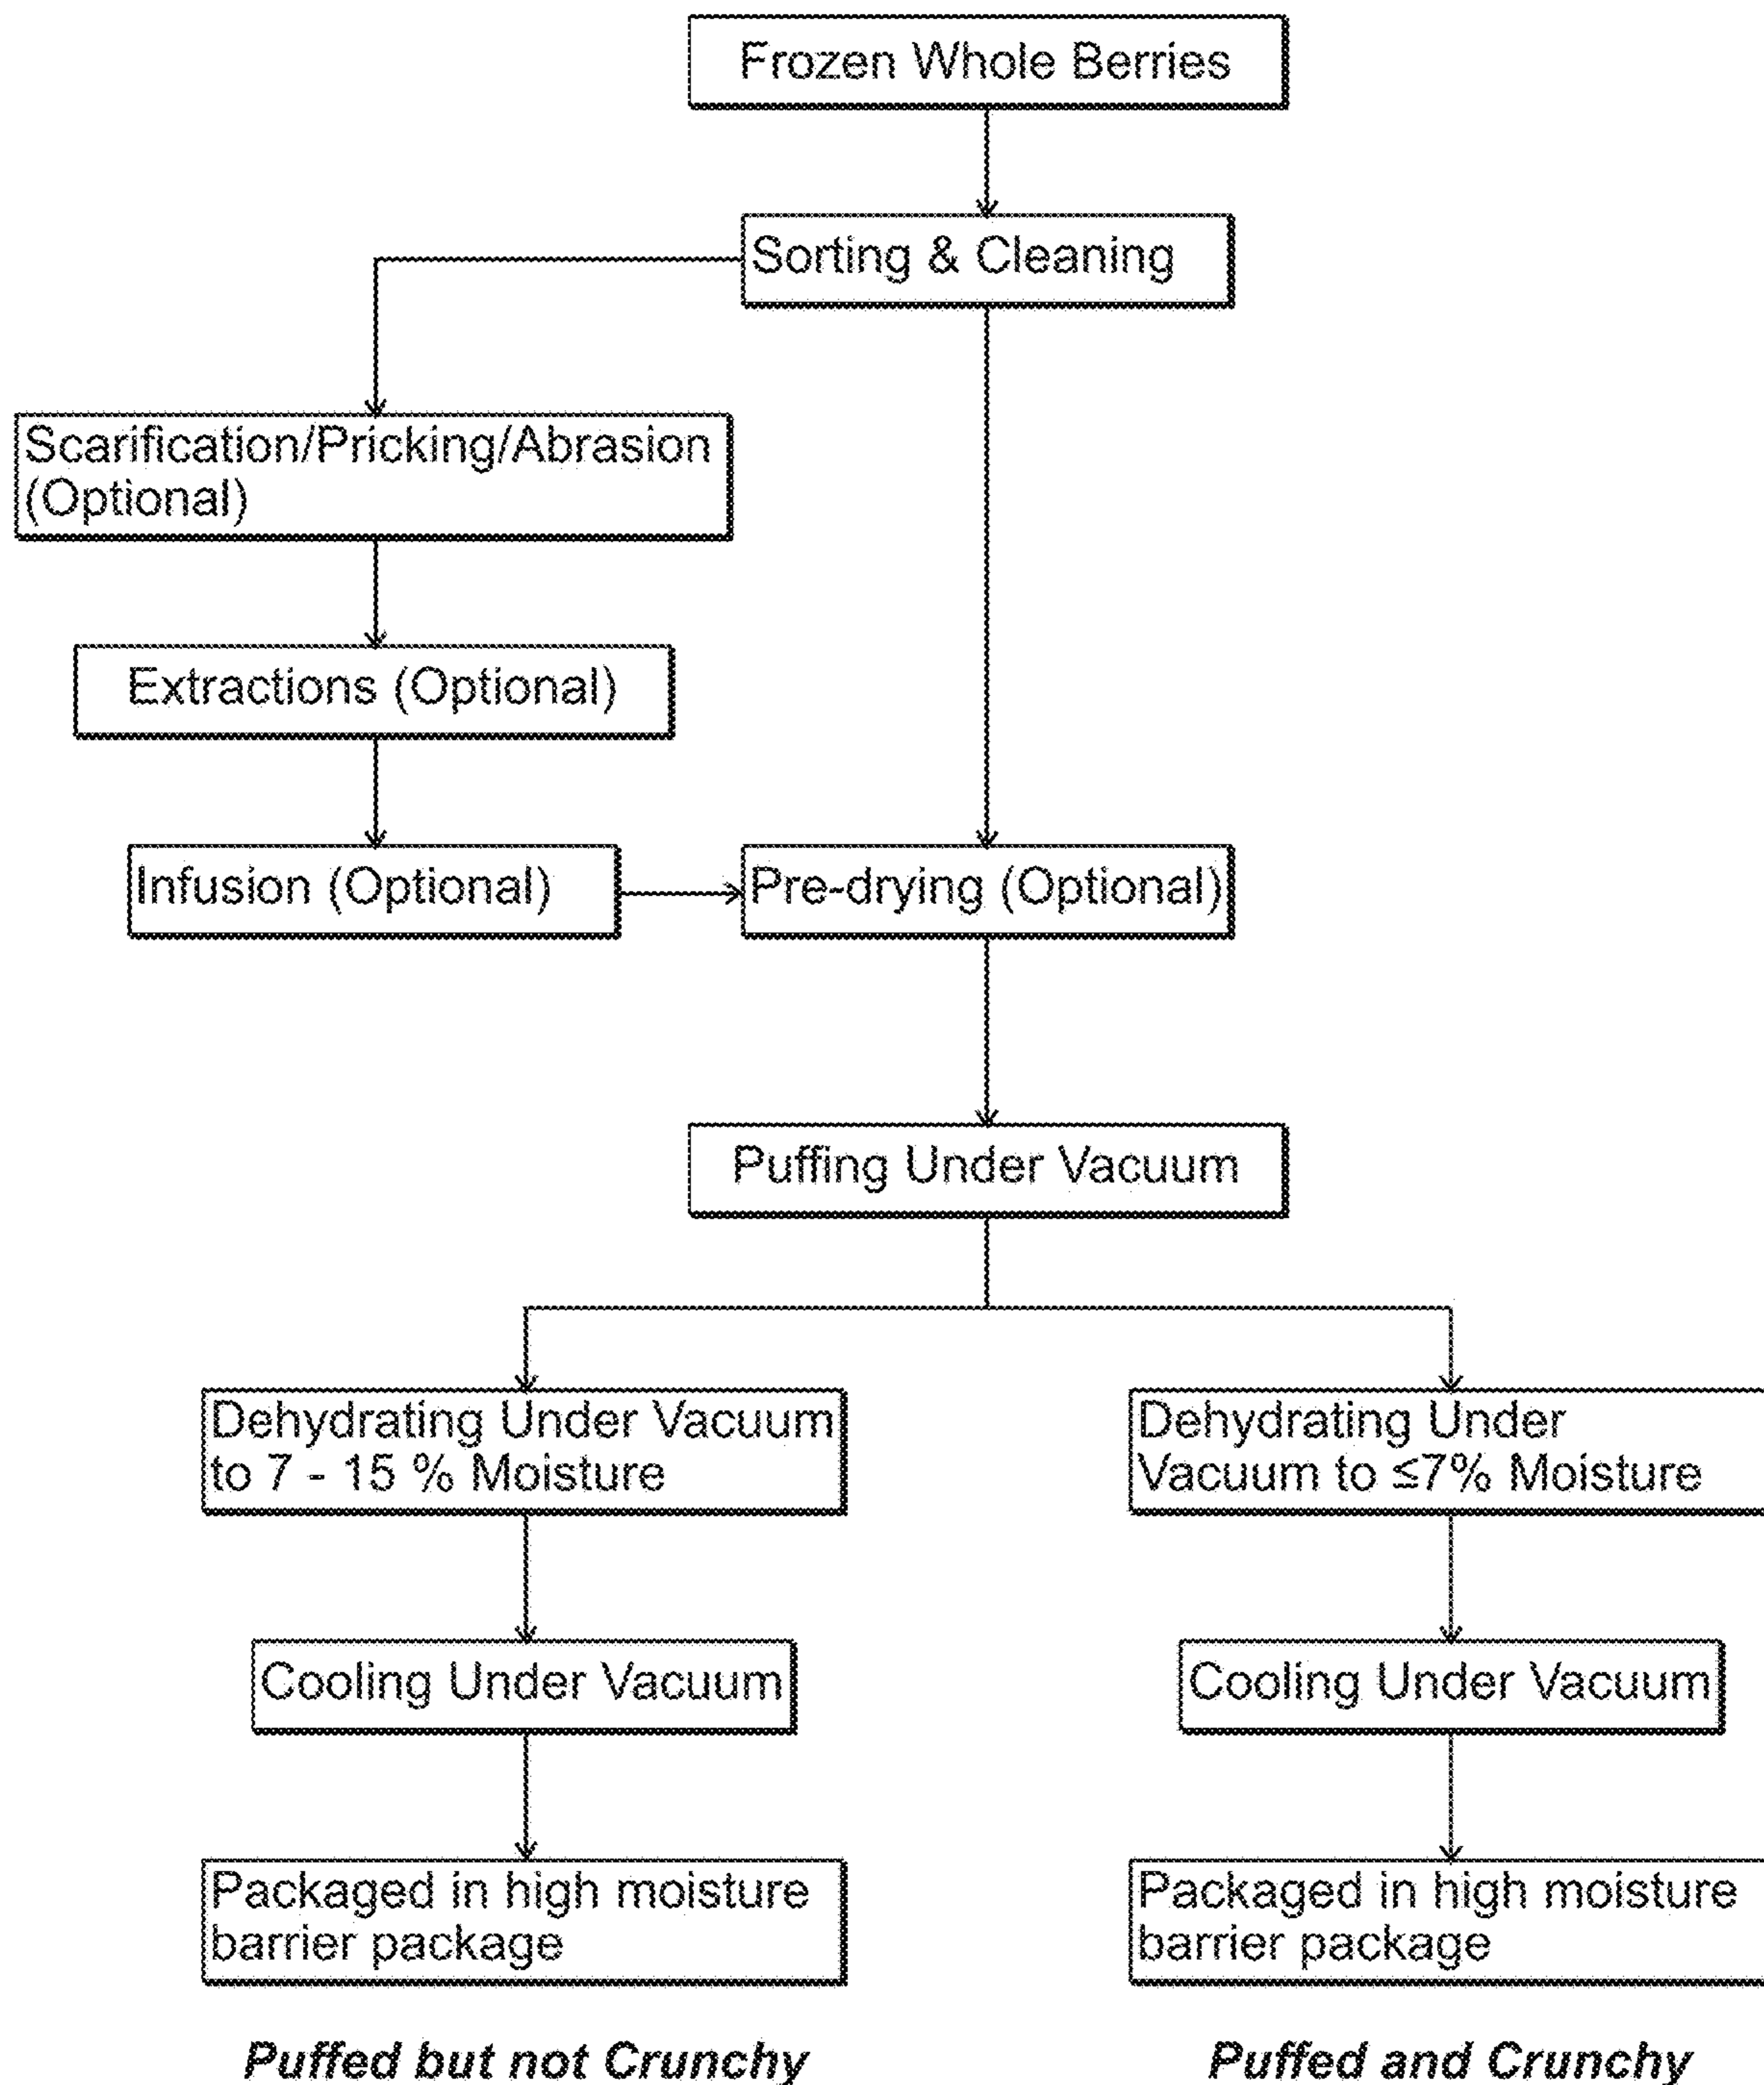 Frozen Whole Berries
Sorting & Cleaning
Scarification/Pricking/Abrasion
(Optional)
Extractions (Optional)
Infusion (Optional)
Pre-drying (Optional)
Puffing Under Vacuum
Dehydrating Under Vacuum
to 7 - 15 % Moisture
Dehydrating Under
Vacuum to ≤7% Moisture
Cooling Under Vacuum
Cooling Under Vacuum
Packaged in high moisture
barrier package
Packaged in high moisture
barrier package
Puffed but not Crunchy
Puffed and Crunchy